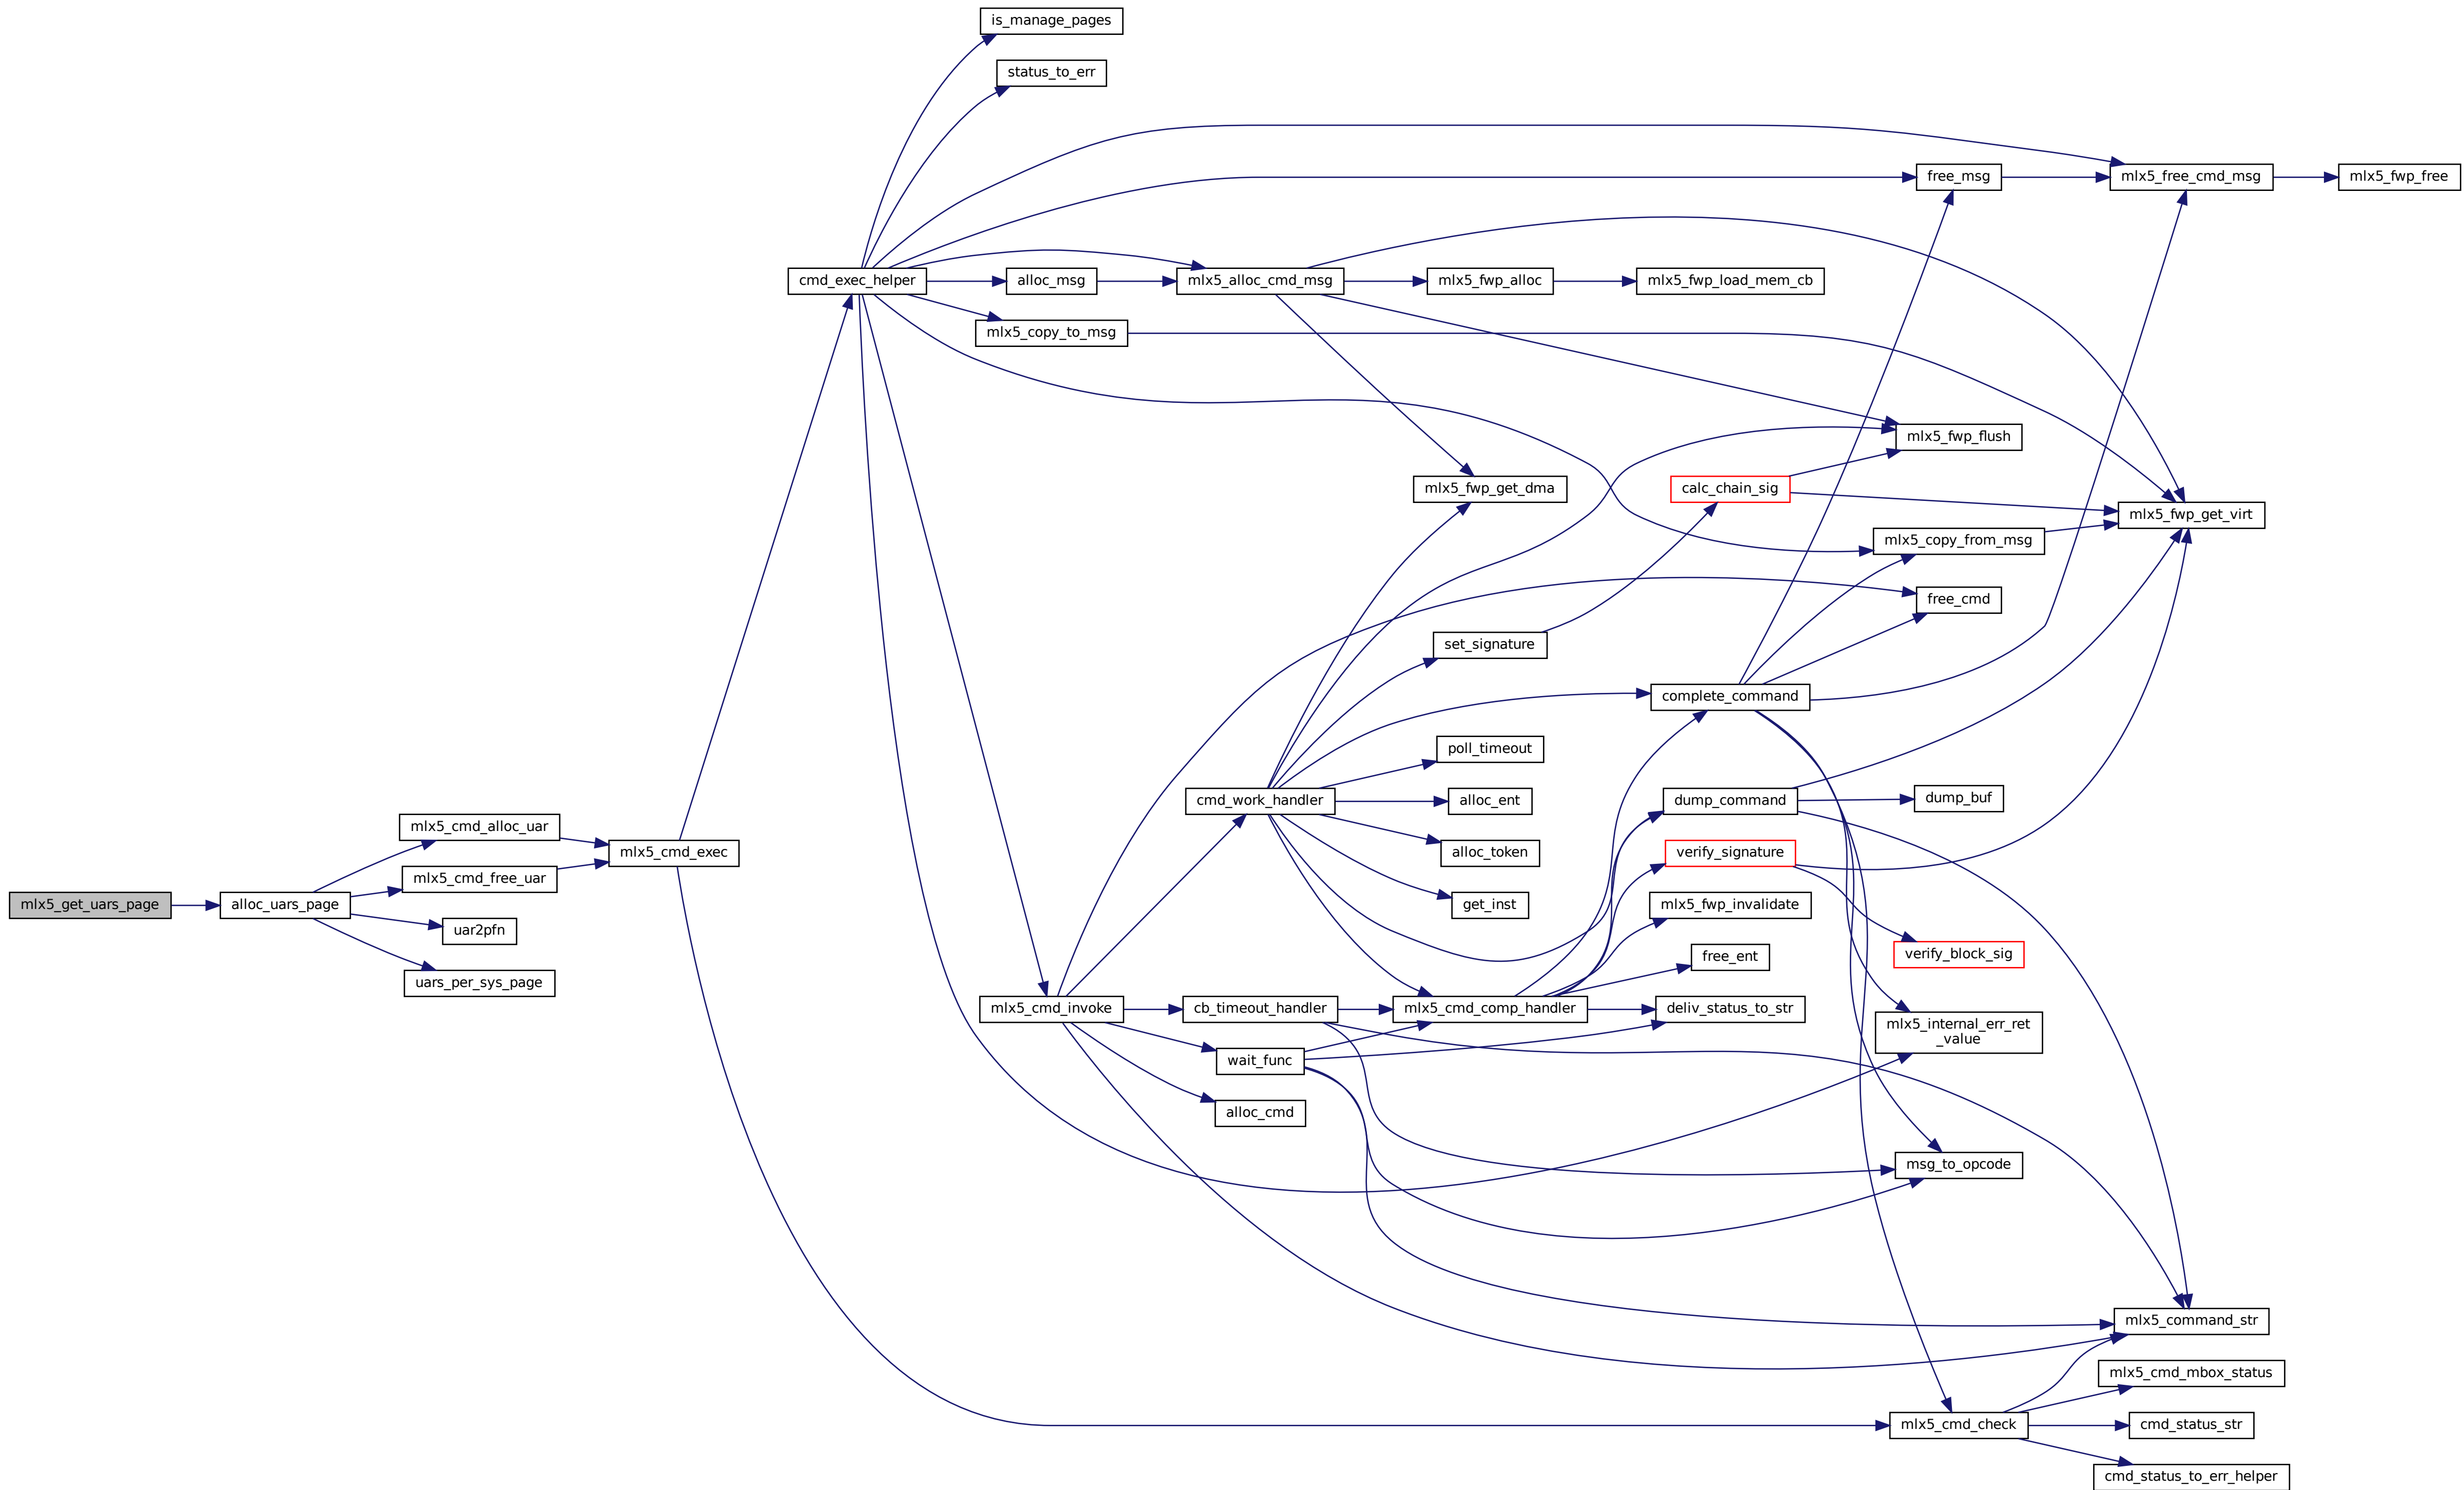 is_manage_pages
status_to_err
free_msg
mlx5_free_cmd_msg
mlx5_fwp_free
cmd_exec_helper
alloc_msg
mlx5_alloc_cmd_msg
mlx5_fwp_alloc
mlx5_fwp_load_mem_cb
mlx5_copy_to_msg
mlx5_fwp_flush
mlx5_fwp_get_dma
calc_chain_sig
mlx5_fwp_get_virt
mlx5_copy_from_msg
free_cmd
set_signature
complete_command
poll_timeout
cmd_work_handler
alloc_ent
dump_command
dump_buf
mlx5_cmd_alloc_uar
mlx5_cmd_exec
alloc_token
verify_signature
mlx5_cmd_free_uar
mlx5_get_uars_page
alloc_uars_page
get_inst
mlx5_fwp_invalidate
uar2pfn
verify_block_sig
free_ent
uars_per_sys_page
mlx5_cmd_invoke
cb_timeout_handler
mlx5_cmd_comp_handler
deliv_status_to_str
mlx5_internal_err_ret
_value
wait_func
alloc_cmd
msg_to_opcode
mlx5_command_str
mlx5_cmd_mbox_status
mlx5_cmd_check
cmd_status_str
cmd_status_to_err_helper